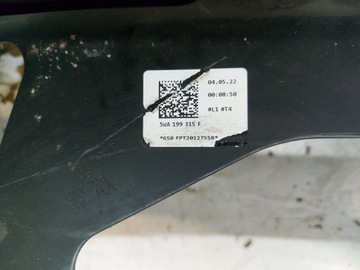 04.05.22
00:08:50
#L1 #T4
5WA 199 315 F
*650 FPT20127558*